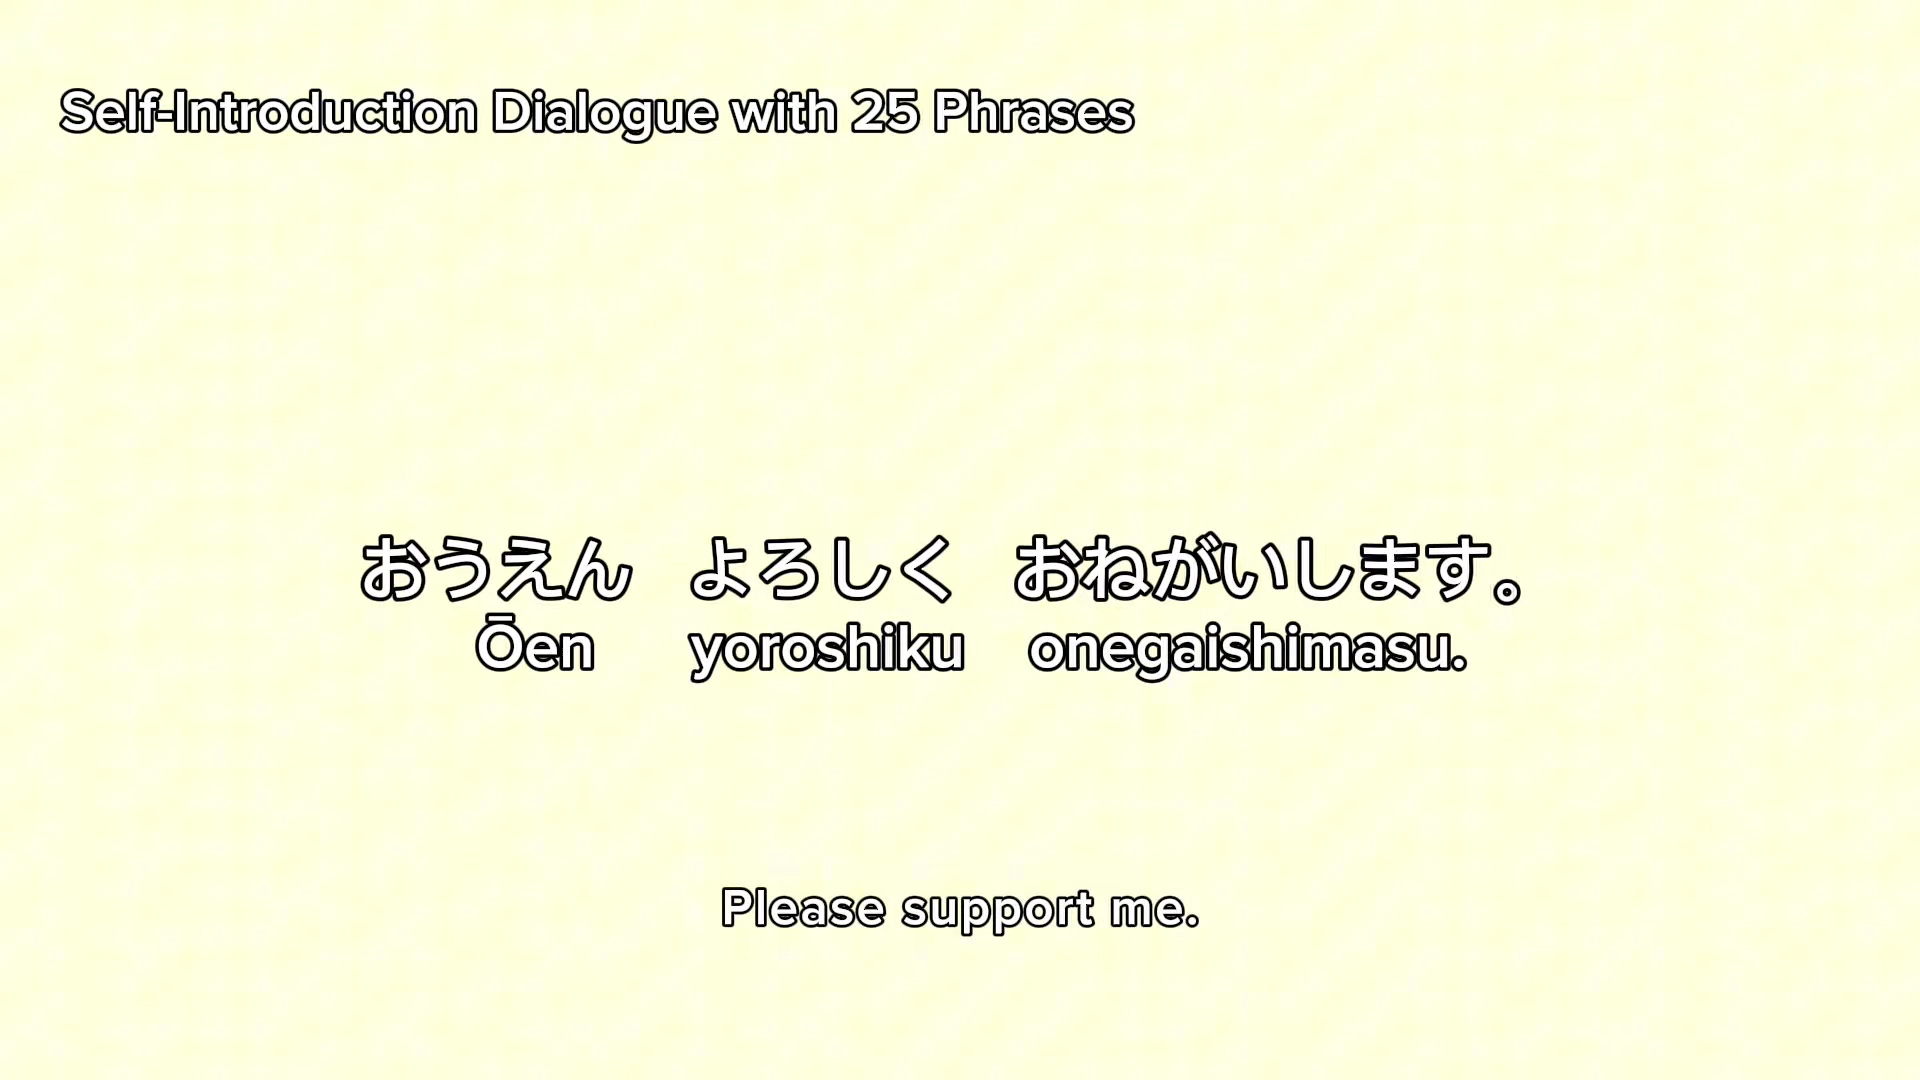 Self-Introduction Dialogue with 25 Phrases
おうえん よろしく おねがいします。
Ōen yoroshiku onegaishimasu.
Please support me.